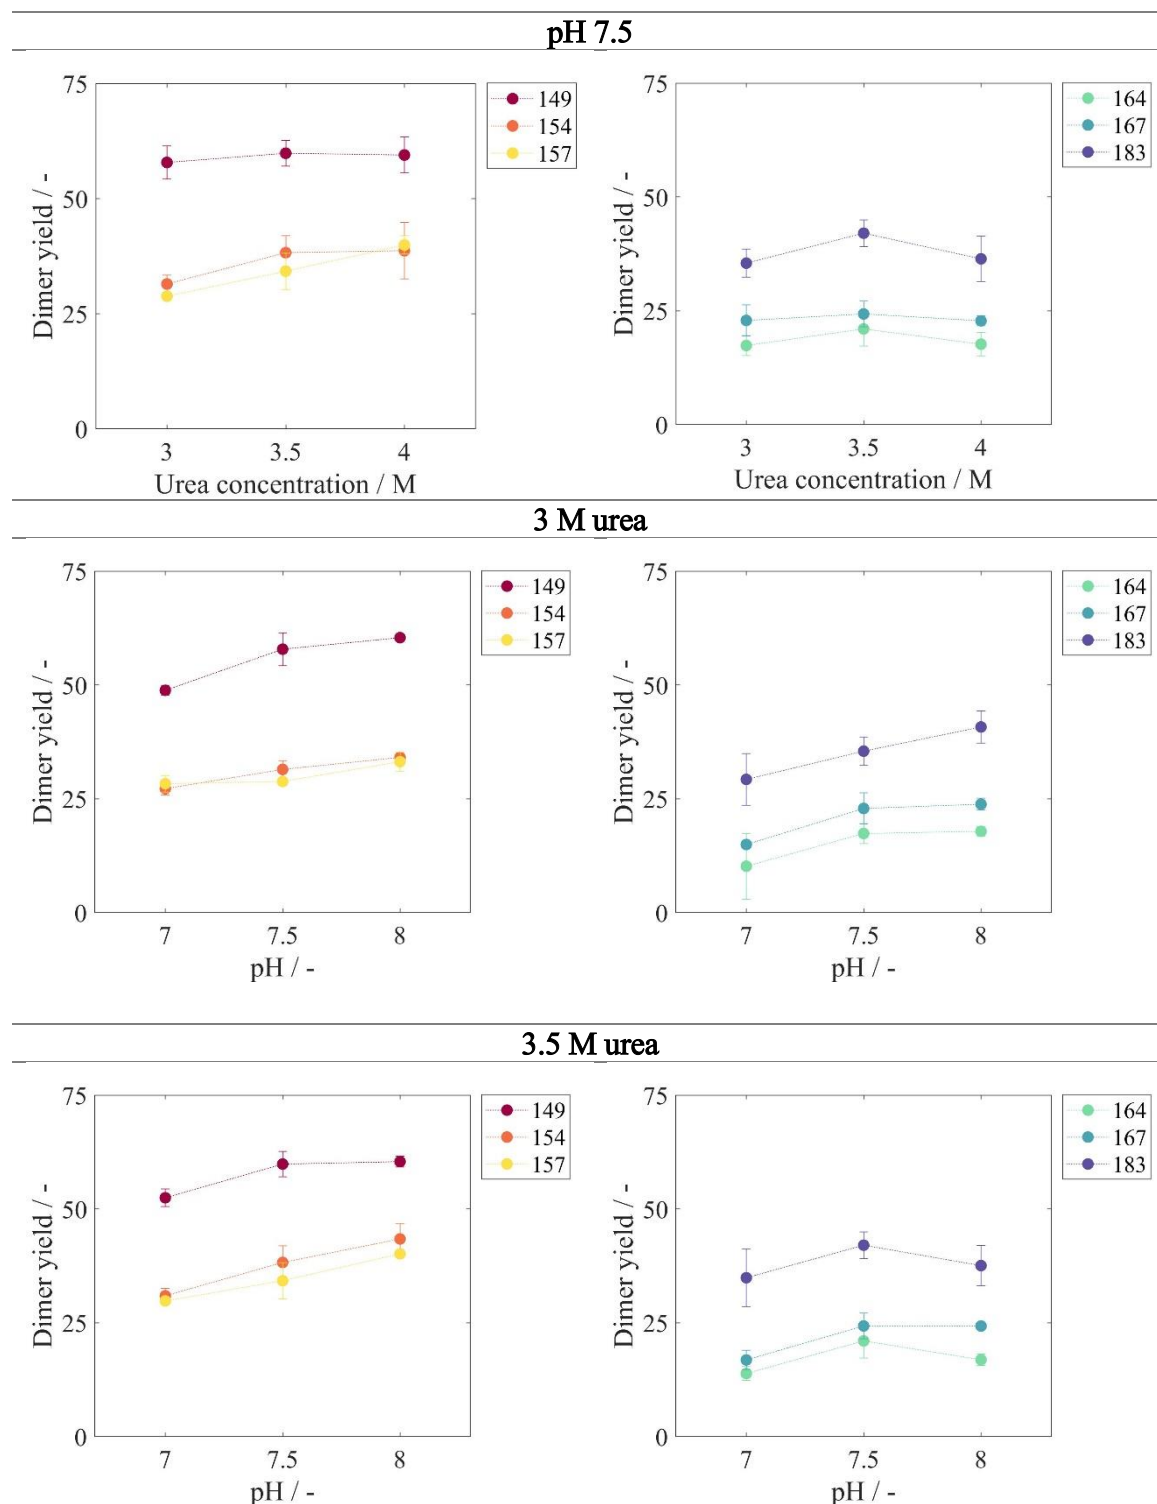 pH 7.5
75
50
25
0
Dimer yield / -
3 3.5 4
Urea concentration / M
149
154
157
75
50
25
0
Dimer yield / -
3 3.5 4
Urea concentration / M
164
167
183
3 M urea
75
50
25
0
Dimer yield / -
7 7.5 8
pH / -
149
154
157
75
50
25
0
Dimer yield / -
7 7.5 8
pH / -
164
167
183
3.5 M urea
75
50
25
0
Dimer yield / -
7 7.5 8
pH / -
149
154
157
75
50
25
0
Dimer yield / -
7 7.5 8
pH / -
164
167
183